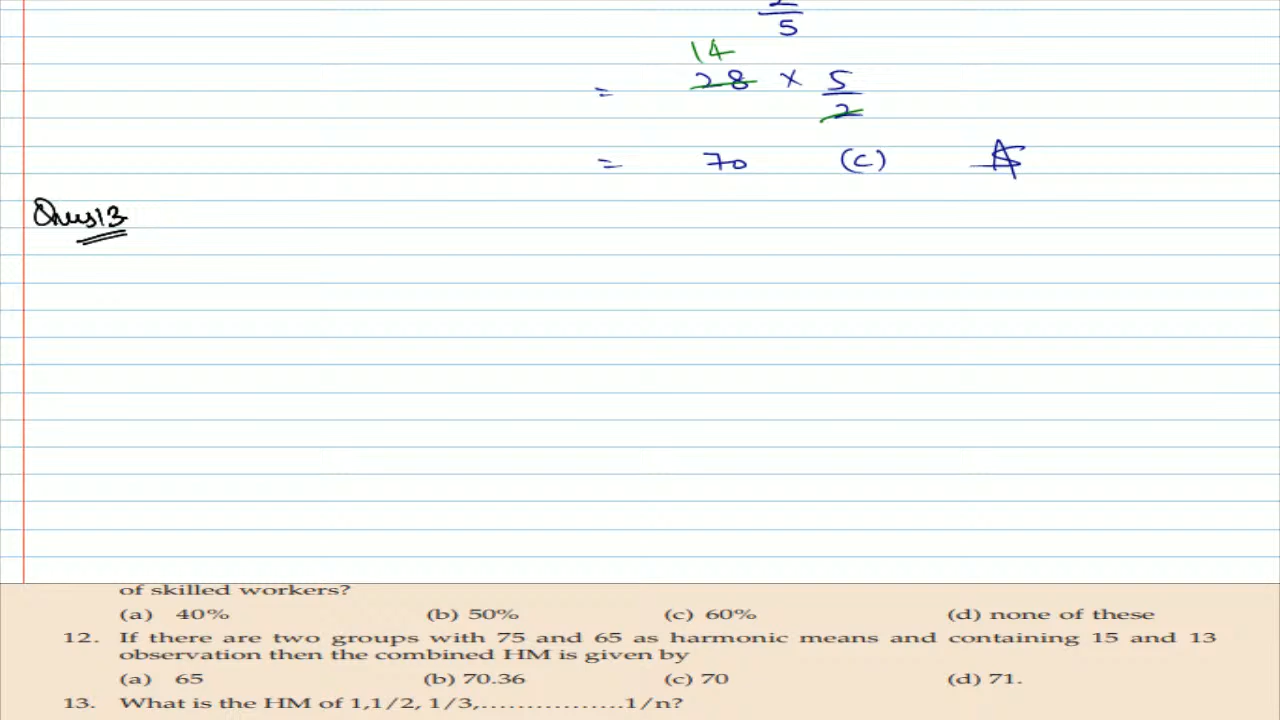 2
5
14
= 28 × 5
2
= 70 (c)
Ques13
of skilled workers?
(a) 40% (b) 50% (c) 60% (d) none of these
12. If there are two groups with 75 and 65 as harmonic means and containing 15 and 13
observation then the combined HM is given by
(a) 65 (b) 70.36 (c) 70 (d) 71.
13. What is the HM of 1,1/2, 1/3,................1/n?